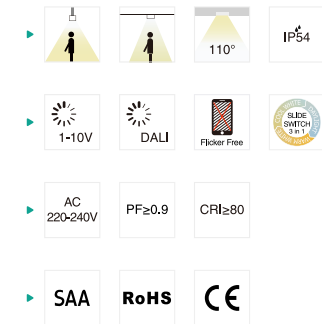 110°
IP54
1-10V
DALI
Flicker Free
SLIDE
SWITCH
3 in 1
AC
220-240V
PF≥0.9
CRI≥80
SAA
RoHS
CE